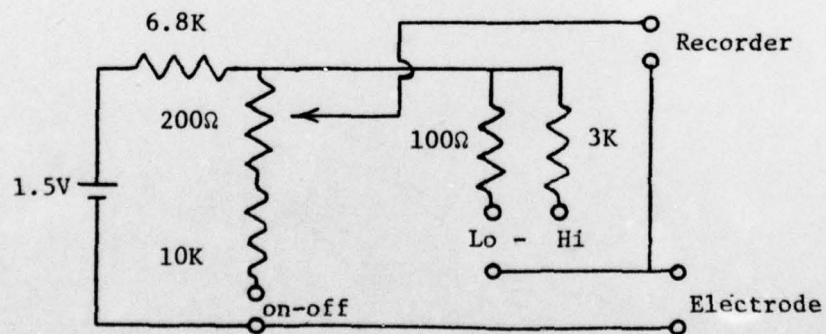 6.8K
Recorder
200Ω
100Ω
3K
1.5V
Lo - Hi
10K
on-off
Electrode